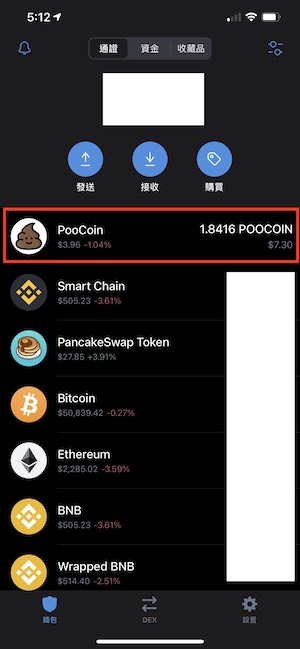 5:12
通證 資金 收藏品
發送 接收 購買
PooCoin 1.8416 POOCOIN
$3.96 -1.04% $7.30
Smart Chain
$505.23 -3.61%
PancakeSwap Token
$27.85 +3.91%
Bitcoin
$50,839.42 -0.27%
Ethereum
$2,285.02 -3.59%
BNB
$505.23 -3.61%
Wrapped BNB
$514.40 -2.51%
錢包 DEX 設置